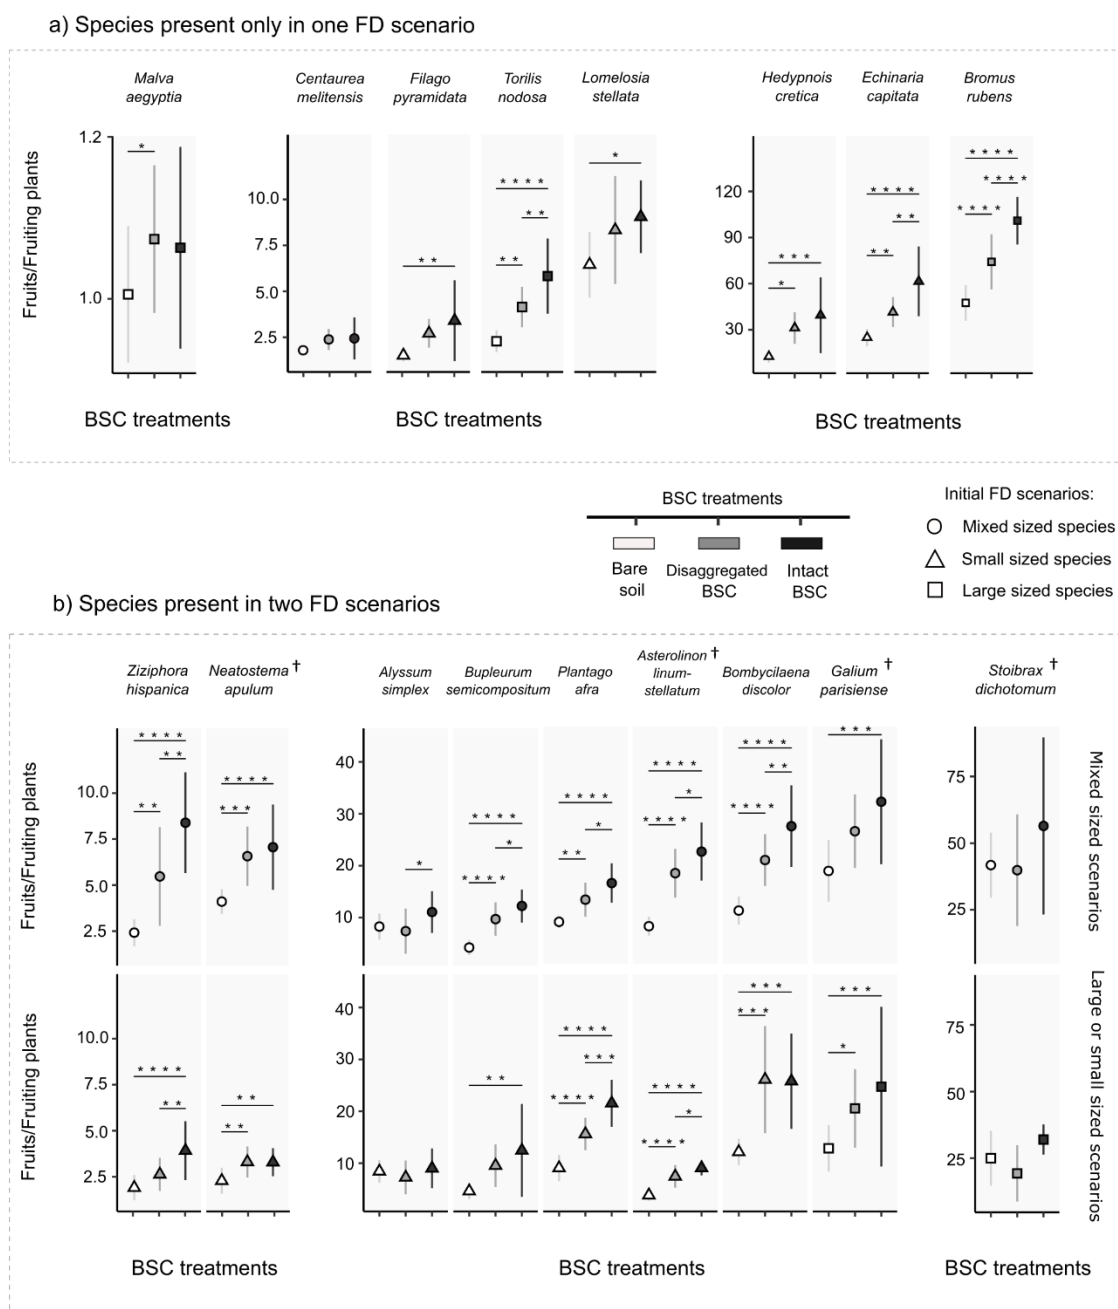 a) Species present only in one FD scenario
Malva
aegyptia
Centaurea
melitensis
Filago
pyramidata
Torilis
nodosa
Lomelosia
stellata
Hedypnois
cretica
Echinaria
capitata
Bromus
rubens
Fruits/Fruiting plants
1.2
1.0
*
10.0
7.5
5.0
2.5
* *
* * * *
* *
* *
*
120
90
60
30
* * *
*
* * * *
* *
* *
* * * *
* * * *
* * * *
BSC treatments
BSC treatments
BSC treatments
BSC treatments
Bare
soil
Disaggregated
BSC
Intact
BSC
Initial FD scenarios:
Mixed sized species
Small sized species
Large sized species
b) Species present in two FD scenarios
Ziziphora
hispanica
Neatostema †
apulum
Alyssum
simplex
Bupleurum
semicompositum
Plantago
afra
Asterolinon †
linum-
stellatum
Bombycilaena
discolor
Galium †
parisiense
Stoibrax †
dichotomum
Fruits/Fruiting plants
10.0
7.5
5.0
2.5
* * * *
* *
* *
* * * *
* * *
40
30
20
10
*
* * * *
*
* * * *
* * * *
*
* *
* * * *
*
* * * *
* * * *
* *
* * * *
* * *
75
50
25
Mixed sized scenarios
Fruits/Fruiting plants
10.0
7.5
5.0
2.5
* * * *
* *
* *
* *
40
30
20
10
* *
* * * *
* * *
* * * *
* * * *
*
* * * *
* * *
* * *
* * *
*
75
50
25
Large or small sized scenarios
BSC treatments
BSC treatments
BSC treatments